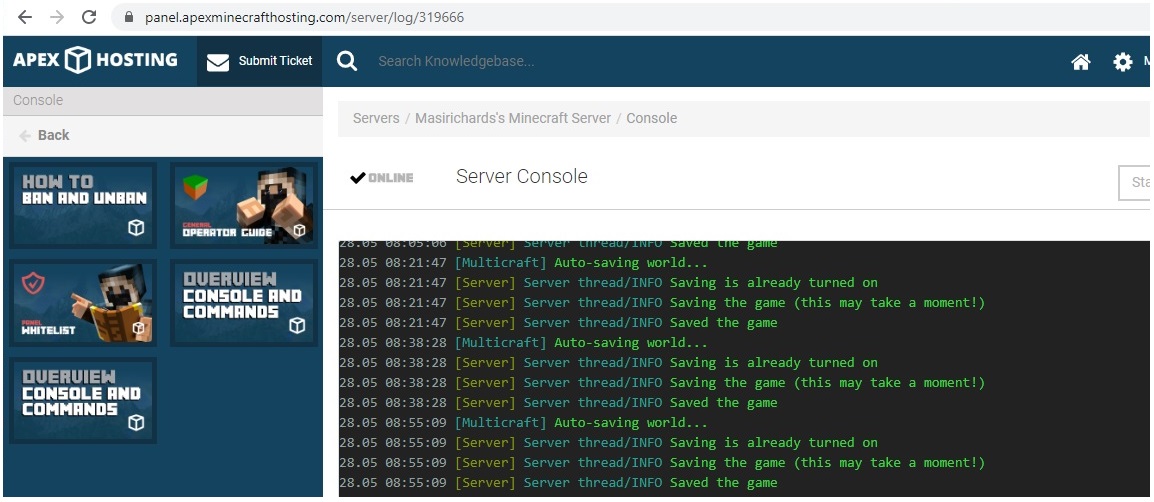 panel.apexminecrafthosting.com/server/log/319666
APEX HOSTING
Submit Ticket
Search Knowledgebase...
M
Console
Back
HOW TO
BAN AND UNBAN
GENERAL
OPERATOR GUIDE
PANEL
WHITELIST
OVERVIEW
CONSOLE AND
COMMANDS
OVERVIEW
CONSOLE AND
COMMANDS
Servers / Masirichards's Minecraft Server / Console
ONLINE
Server Console
Sta
28.05 08:05:06 [Server] Server thread/INFO Saved the game
28.05 08:21:47 [Multicraft] Auto-saving world...
28.05 08:21:47 [Server] Server thread/INFO Saving is already turned on
28.05 08:21:47 [Server] Server thread/INFO Saving the game (this may take a moment!)
28.05 08:21:47 [Server] Server thread/INFO Saved the game
28.05 08:38:28 [Multicraft] Auto-saving world...
28.05 08:38:28 [Server] Server thread/INFO Saving is already turned on
28.05 08:38:28 [Server] Server thread/INFO Saving the game (this may take a moment!)
28.05 08:38:28 [Server] Server thread/INFO Saved the game
28.05 08:55:09 [Multicraft] Auto-saving world...
28.05 08:55:09 [Server] Server thread/INFO Saving is already turned on
28.05 08:55:09 [Server] Server thread/INFO Saving the game (this may take a moment!)
28.05 08:55:09 [Server] Server thread/INFO Saved the game